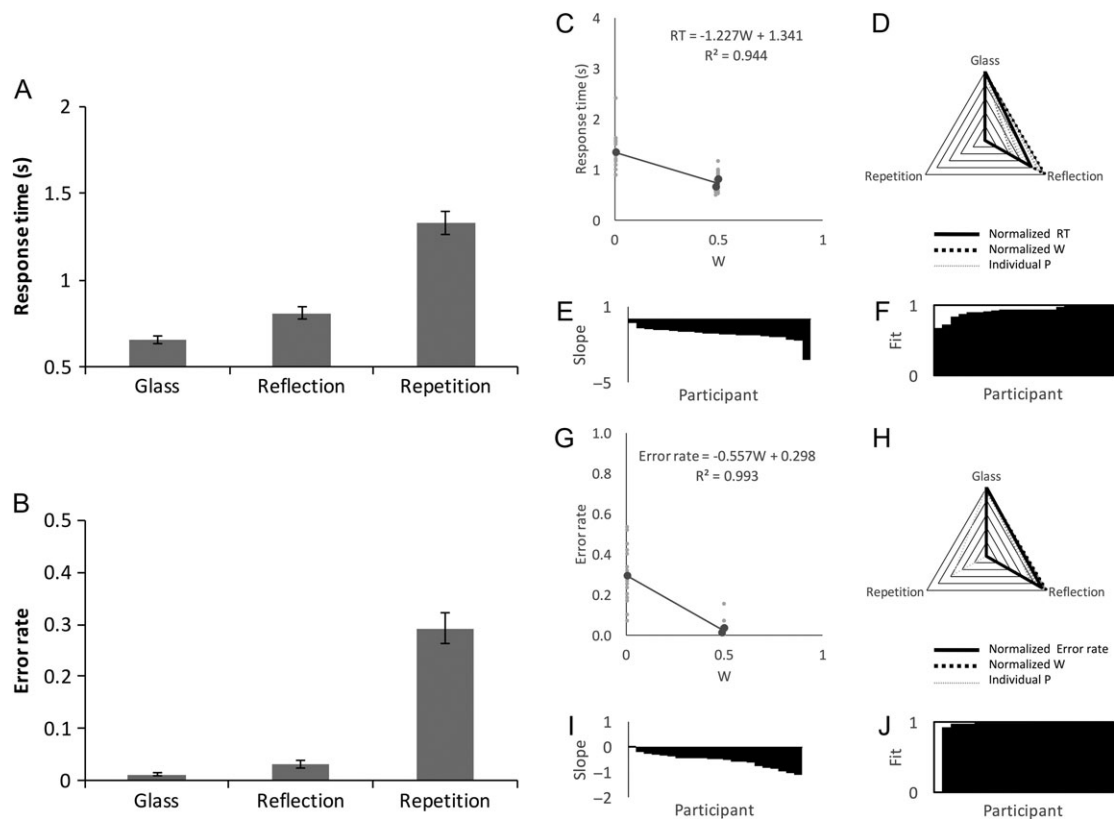 A
Response time (s)
2
1.5
1
0.5
Glass
Reflection
Repetition
B
Error rate
0.5
0.4
0.3
0.2
0.1
0
Glass
Reflection
Repetition
C
RT = -1.227W + 1.341
R² = 0.944
Response time (s)
4
3
2
1
0
0
0.5
1
W
D
Glass
Repetition
Reflection
Normalized RT
Normalized W
Individual P
E
Slope
1
−5
Participant
F
Fit
1
0
Participant
G
Error rate = -0.557W + 0.298
R² = 0.993
Error rate
1.0
0.8
0.6
0.4
0.2
0.0
0
0.5
1
W
H
Glass
Repetition
Reflection
Normalized Error rate
Normalized W
Individual P
I
Slope
1
0
−1
−2
Participant
J
Fit
1
0
Participant